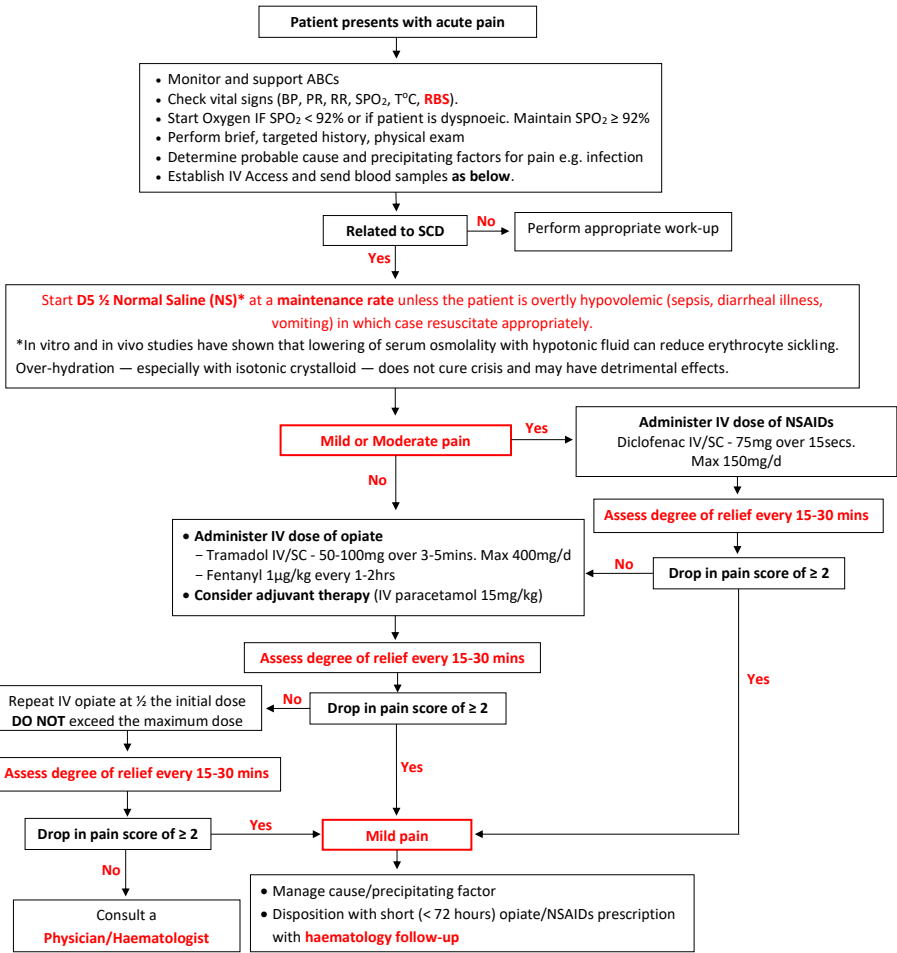 Patient presents with acute pain
• Monitor and support ABCs
• Check vital signs (BP, PR, RR, SPO₂, T°C, RBS).
• Start Oxygen IF SPO₂ < 92% or if patient is dyspnoeic. Maintain SPO₂ ≥ 92%
• Perform brief, targeted history, physical exam
• Determine probable cause and precipitating factors for pain e.g. infection
• Establish IV Access and send blood samples as below.
Related to SCD
No
Perform appropriate work-up
Yes
Start D5 ½ Normal Saline (NS)* at a maintenance rate unless the patient is overtly hypovolemic (sepsis, diarrheal illness,
vomiting) in which case resuscitate appropriately.
*In vitro and in vivo studies have shown that lowering of serum osmolality with hypotonic fluid can reduce erythrocyte sickling.
Over-hydration — especially with isotonic crystalloid — does not cure crisis and may have detrimental effects.
Mild or Moderate pain
Yes
Administer IV dose of NSAIDs
Diclofenac IV/SC - 75mg over 15secs.
Max 150mg/d
No
Assess degree of relief every 15-30 mins
• Administer IV dose of opiate
− Tramadol IV/SC - 50-100mg over 3-5mins. Max 400mg/d
− Fentanyl 1µg/kg every 1-2hrs
• Consider adjuvant therapy (IV paracetamol 15mg/kg)
No
Drop in pain score of ≥ 2
Yes
Assess degree of relief every 15-30 mins
Drop in pain score of ≥ 2
No
Repeat IV opiate at ½ the initial dose
DO NOT exceed the maximum dose
Yes
Assess degree of relief every 15-30 mins
Drop in pain score of ≥ 2
Yes
Mild pain
No
Consult a
Physician/Haematologist
• Manage cause/precipitating factor
• Disposition with short (< 72 hours) opiate/NSAIDs prescription
with haematology follow-up